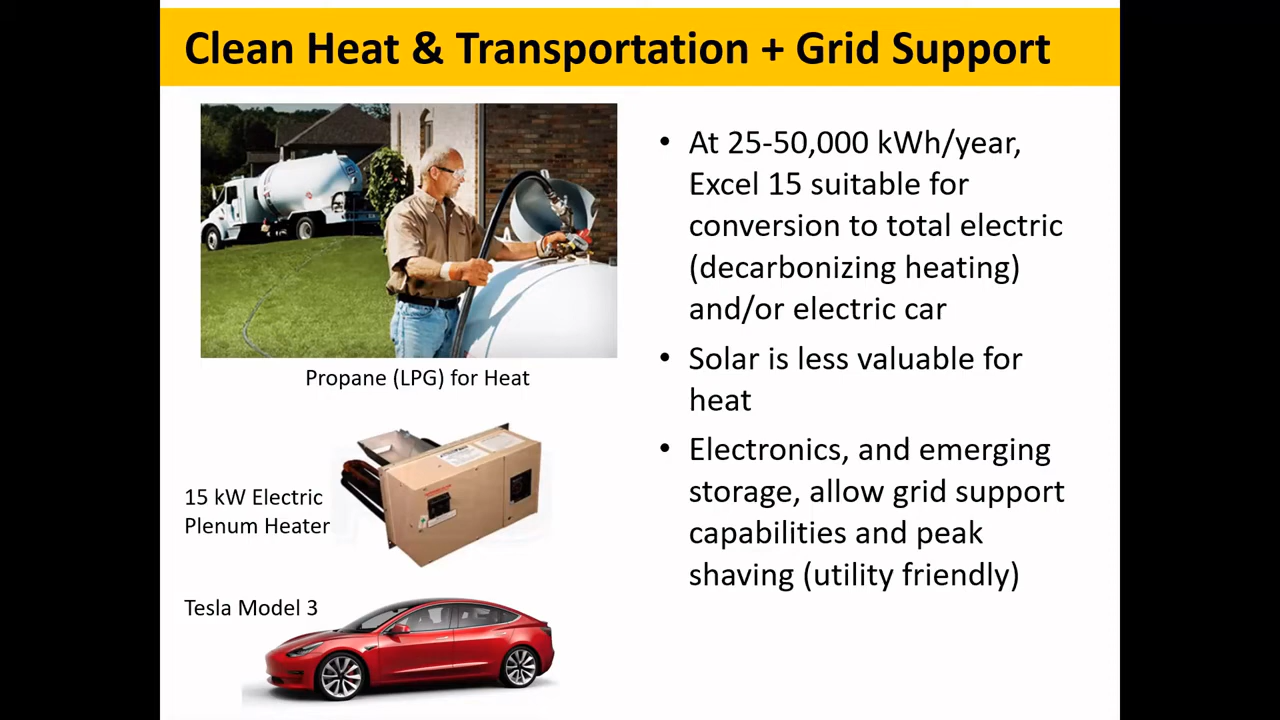 Clean Heat & Transportation + Grid Support
Propane (LPG) for Heat
15 kW Electric
Plenum Heater
Tesla Model 3
• At 25-50,000 kWh/year,
Excel 15 suitable for
conversion to total electric
(decarbonizing heating)
and/or electric car
• Solar is less valuable for
heat
• Electronics, and emerging
storage, allow grid support
capabilities and peak
shaving (utility friendly)